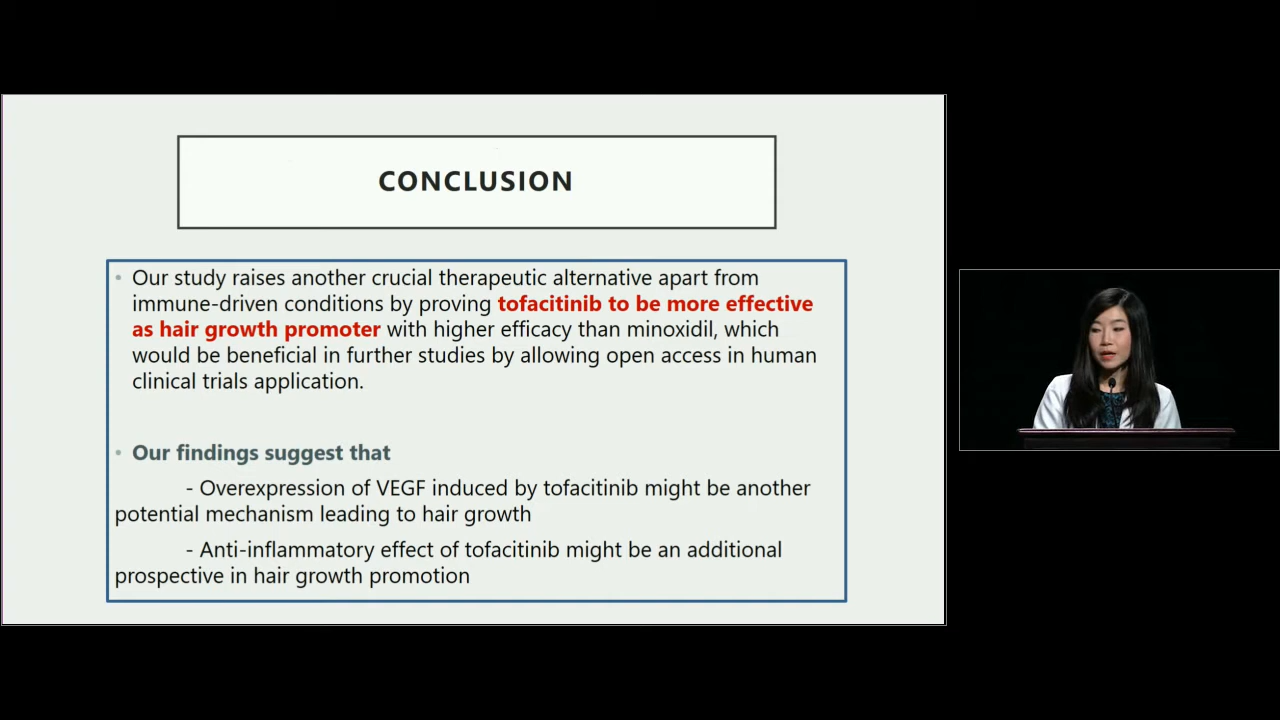 CONCLUSION
• Our study raises another crucial therapeutic alternative apart from
immune-driven conditions by proving tofacitinib to be more effective
as hair growth promoter with higher efficacy than minoxidil, which
would be beneficial in further studies by allowing open access in human
clinical trials application.
• Our findings suggest that
- Overexpression of VEGF induced by tofacitinib might be another
potential mechanism leading to hair growth
- Anti-inflammatory effect of tofacitinib might be an additional
prospective in hair growth promotion